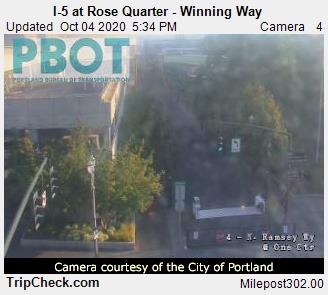 I-5 at Rose Quarter - Winning Way
Updated Oct 04 2020 5:34 PM Camera 4
PBOT
PORTLAND BUREAU OF TRANSPORTATION
4 - N. Ramsey Wy
@ One Ctr
Camera courtesy of the City of Portland
TripCheck.com Milepost302.00